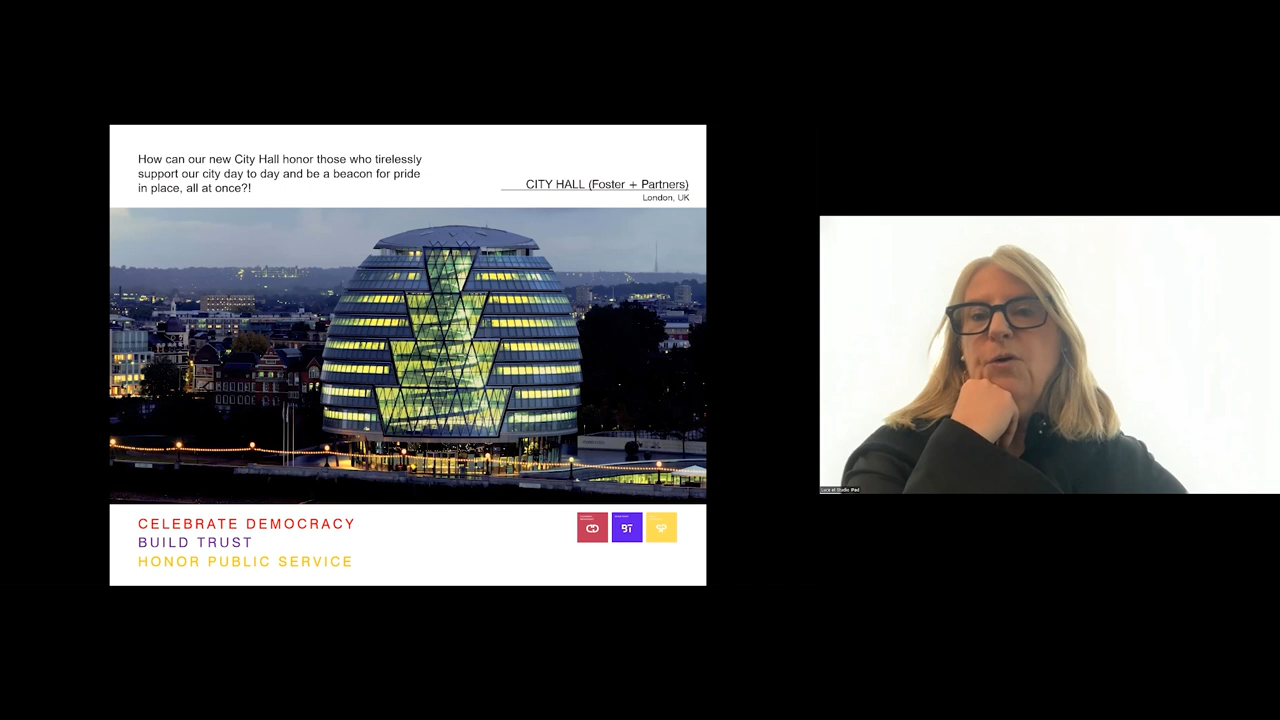 How can our new City Hall honor those who tirelessly
support our city day to day and be a beacon for pride
in place, all at once?!
CITY HALL (Foster + Partners)
London, UK
CELEBRATE DEMOCRACY
BUILD TRUST
HONOR PUBLIC SERVICE
BT